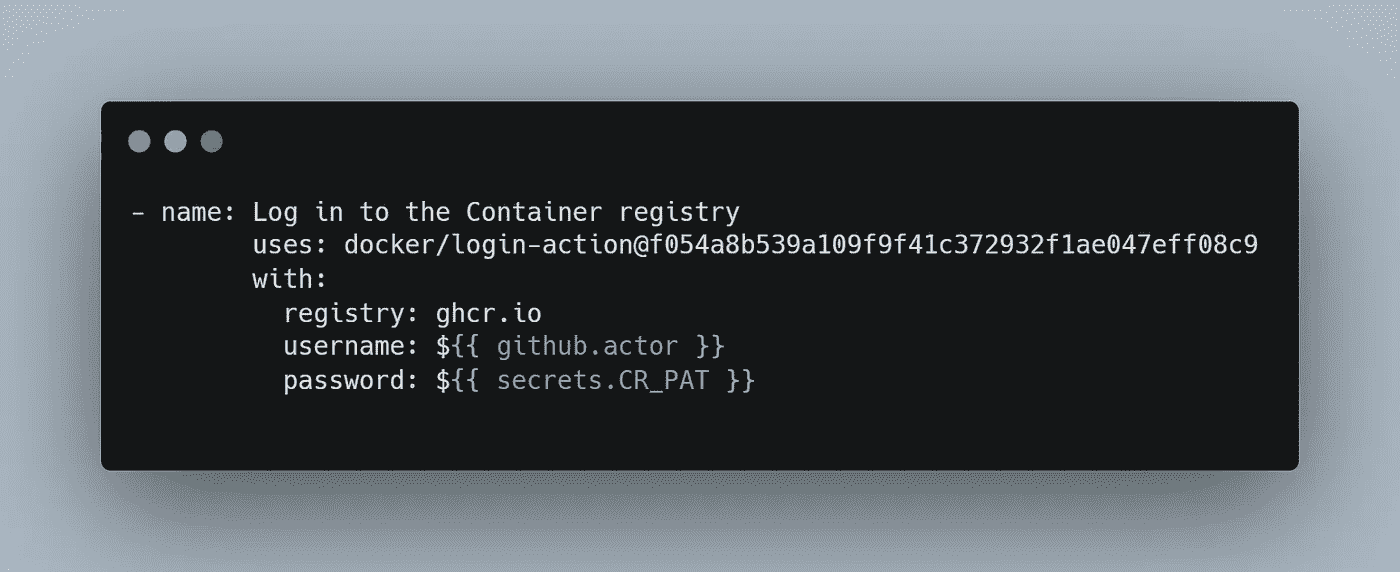 - name: Log in to the Container registry
uses: docker/login-action@f054a8b539a109f9f41c372932f1ae047eff08c9
with:
registry: ghcr.io
username: ${{ github.actor }}
password: ${{ secrets.CR_PAT }}